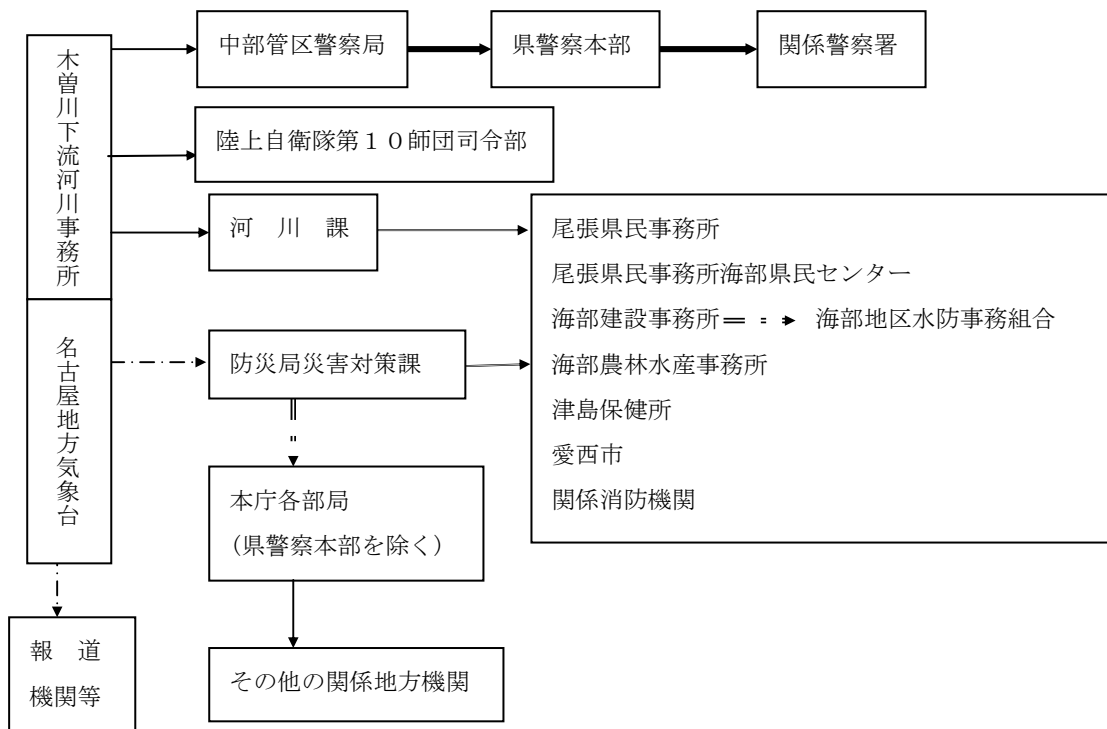 木曽川下流河川事務所
名古屋地方気象台
中部管区警察局
県警察本部
関係警察署
陸上自衛隊第１０師団司令部
河　川　課
尾張県民事務所
尾張県民事務所海部県民センター
海部建設事務所
海部地区水防事務組合
海部農林水産事務所
津島保健所
愛西市
関係消防機関
防災局災害対策課
本庁各部局
（県警察本部を除く）
その他の関係地方機関
報　道
機関等